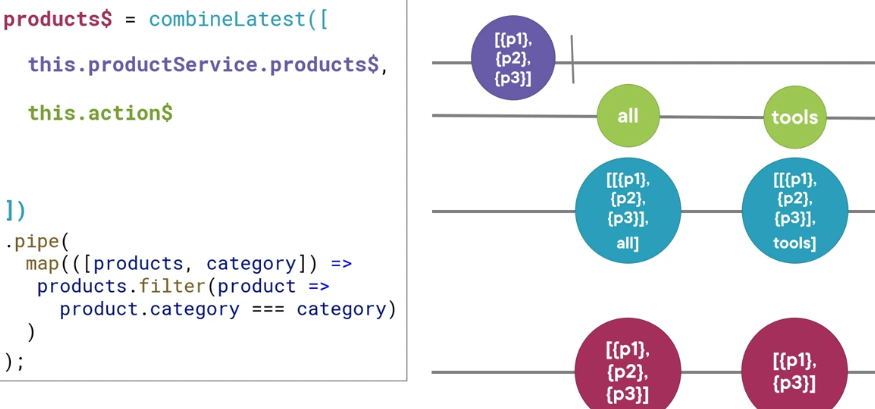 products$ = combineLatest([
this.productService.products$,
this.action$
])
.pipe(
map(([products, category]) =>
products.filter(product =>
product.category === category)
)
);
[{p1},
{p2},
{p3}]
all
tools
[[{p1},
{p2},
{p3}],
all]
[[{p1},
{p2},
{p3}],
tools]
[{p1},
{p2},
{p3}]
[{p1},
{p3}]